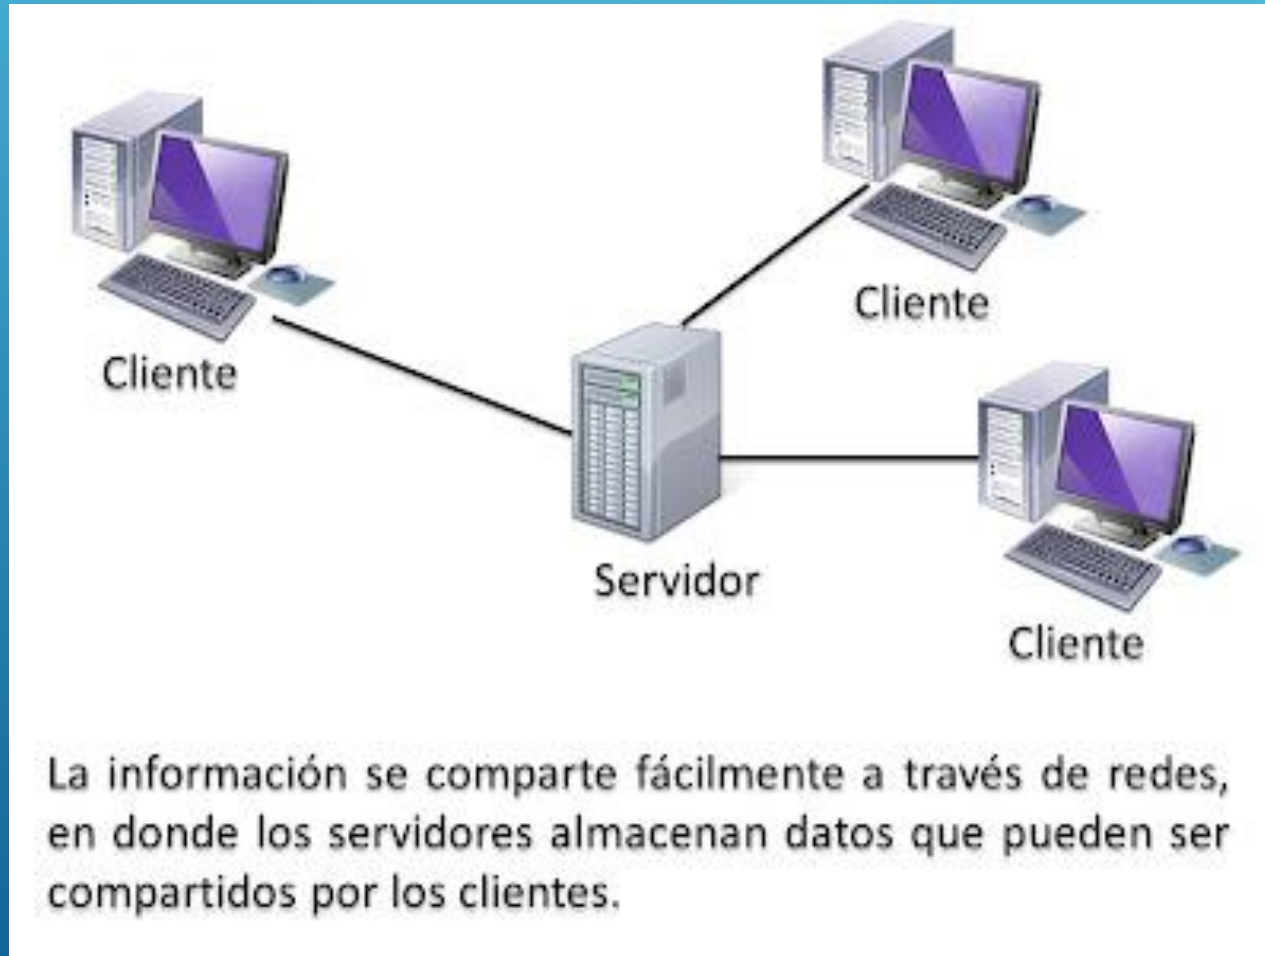 Cliente
Cliente
Servidor
Cliente
La información se comparte fácilmente a través de redes,
en donde los servidores almacenan datos que pueden ser
compartidos por los clientes.